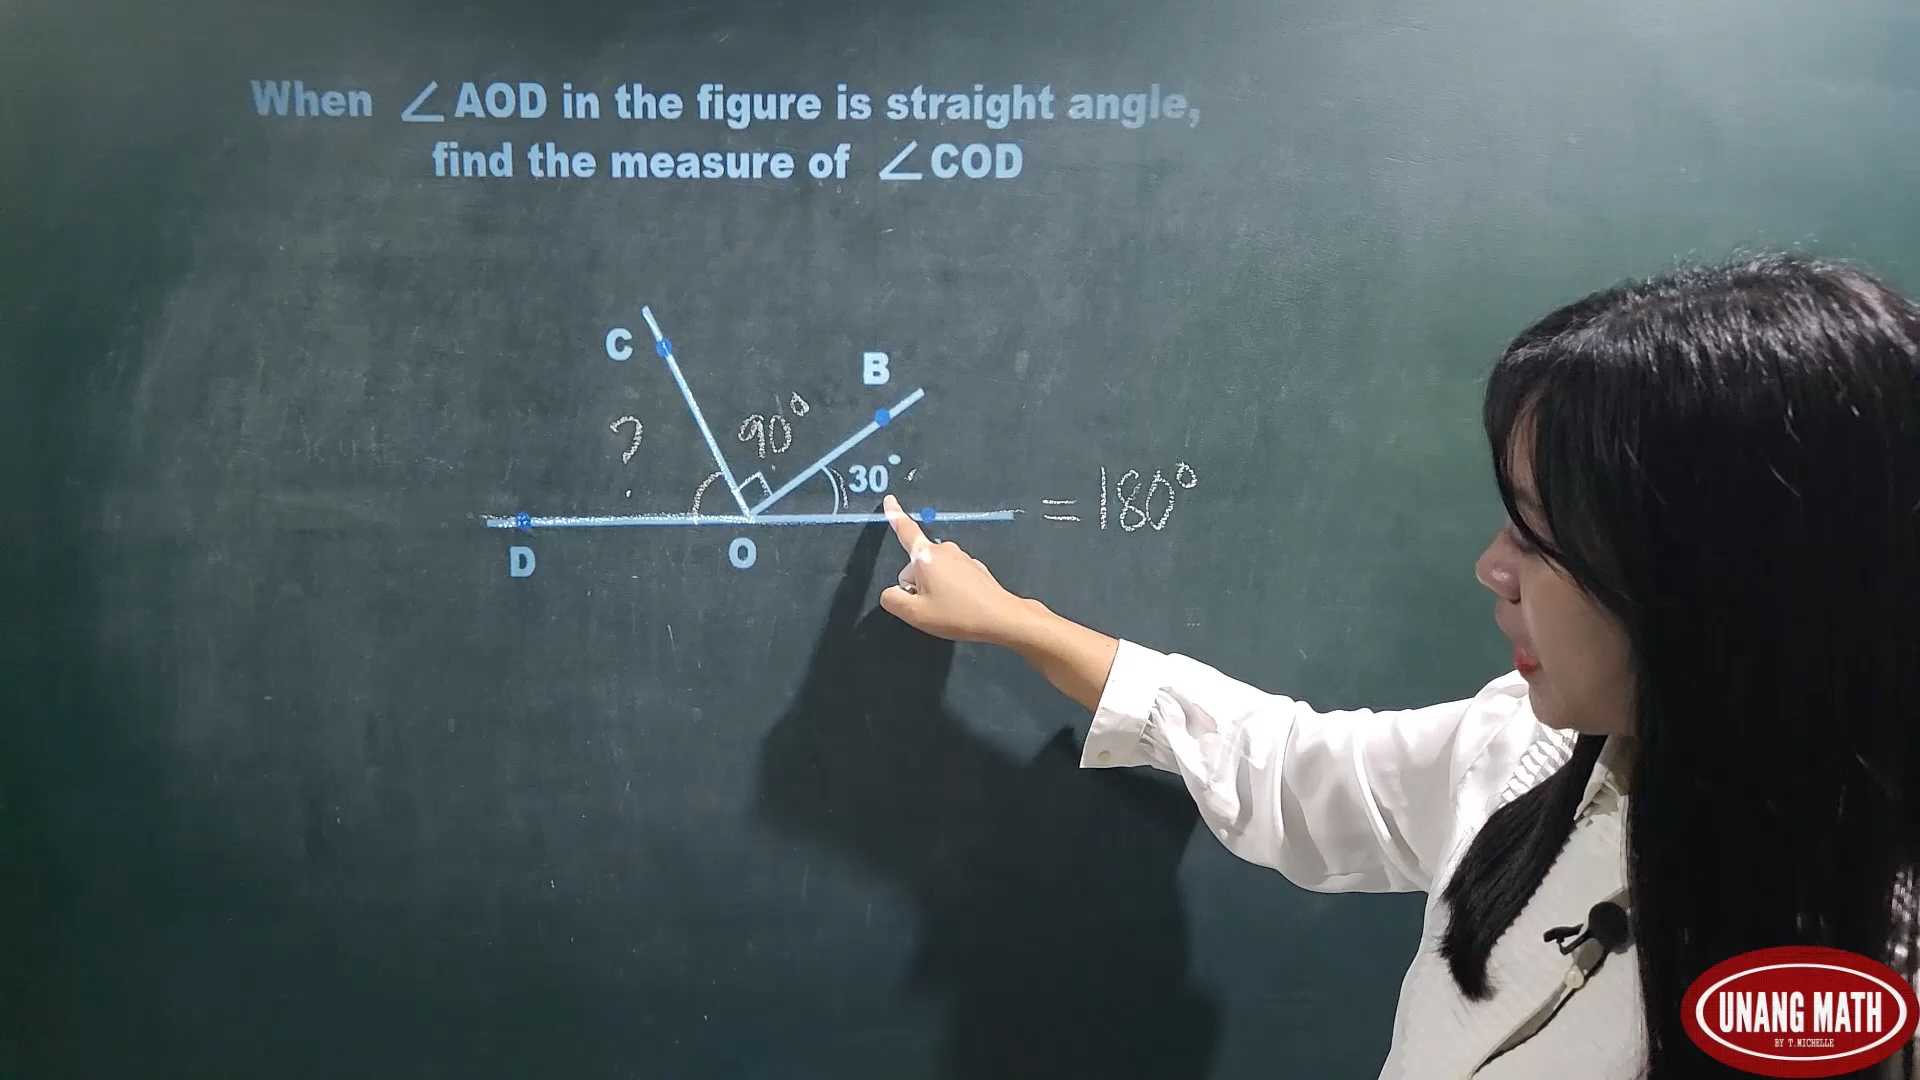 When ∠AOD in the figure is straight angle,
find the measure of ∠COD
C
B
90°
?
30°
= 180°
D
O
UNANG MATH
BY T.MICHELLE